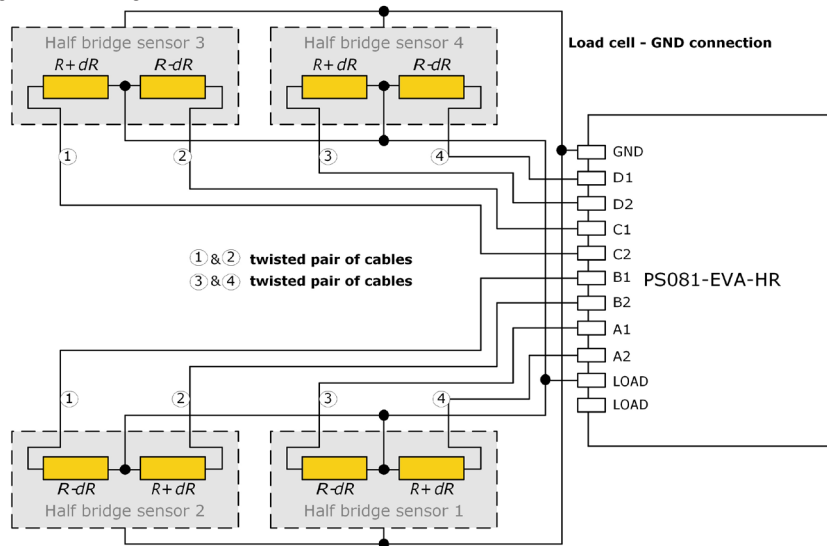 Half bridge sensor 3
Half bridge sensor 4
Load cell - GND connection
R+ dR
R-dR
R+ dR
R-dR
1
2
3
4
GND
D1
D2
C1
C2
B1
B2
A1
A2
LOAD
LOAD
PS081-EVA-HR
1 & 2 twisted pair of cables
3 & 4 twisted pair of cables
1
2
3
4
R-dR
R+ dR
R-dR
R+ dR
Half bridge sensor 2
Half bridge sensor 1